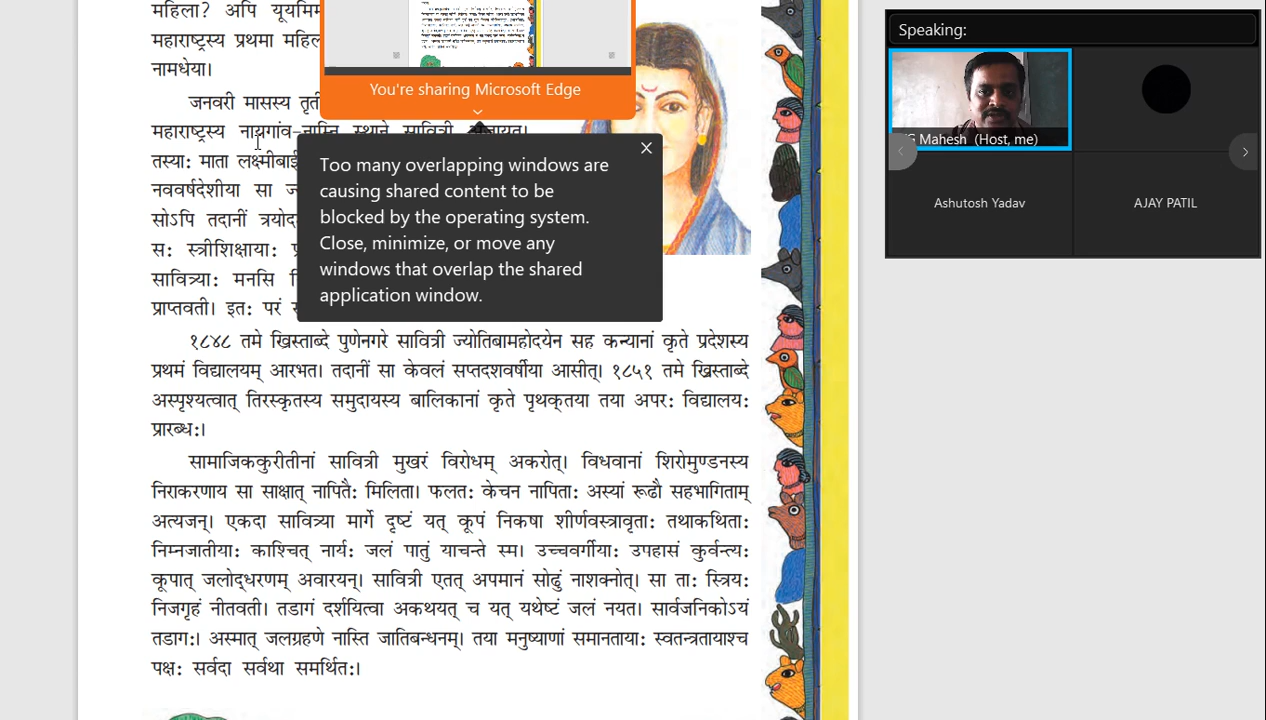 महिला? अपि
महाराष्ट्रस्य प्रथमा
नामधेया।
जनवरी मासस्य
महाराष्ट्रस्य नायगांव-नाम्नि स्थाने सावित्री अजायत।
तस्या: माता
नववर्षदेशीया सा
सोऽपि तदानीं
स: स्त्रीशिक्षाया:
सावित्र्या: मनसि
प्राप्तवती। इत: परं
१८४८ तमे ख्रिस्ताब्दे पुणेनगरे सावित्री ज्योतिबामहोदयेन सह कन्यानां कृते प्रदेशस्य
प्रथमं विद्यालयम् आरभत। तदानीं सा केवलं सप्तदशवर्षीया आसीत्। १८५१ तमे ख्रिस्ताब्दे
अस्पृश्यत्वात् तिरस्कृतस्य समुदायस्य बालिकानां कृते पृथक्‌तया तया अपर: विद्यालय:
प्रारब्ध:।
सामाजिककुरीतीनां सावित्री मुखरं विरोधम् अकरोत्। विधवानां शिरोमुण्डनस्य
निराकरणाय सा साक्षात् नापितै: मिलिता। फलत: केचन नापिता: अस्यां रूढौ सहभागिताम्
अत्यजन्। एकदा सावित्र्या मार्गे दृष्टं यत् कूपं निकषा शीर्णवस्त्रावृता: तथाकथिता:
निम्नजातीया: काश्चित् नार्य: जलं पातुं याचन्ते स्म। उच्चवर्गीया: उपहासं कुर्वन्त्य:
कूपात् जलोद्धरणम् अवारयन्। सावित्री एतत् अपमानं सोढुं नाशक्नोत्। सा ता: स्त्रिय:
निजगृहं नीतवती। तडागं दर्शयित्वा अकथयत् च यत् यथेष्टं जलं नयत। सार्वजनिकोऽयं
तडाग:। अस्मात् जलग्रहणे नास्ति जातिबन्धनम्। तया मनुष्याणां समानताया: स्वतन्त्रतायाश्च
पक्ष: सर्वदा सर्वथा समर्थित:।
You're sharing Microsoft Edge
Too many overlapping windows are
causing shared content to be
blocked by the operating system.
Close, minimize, or move any
windows that overlap the shared
application window.
Speaking:
G Mahesh (Host, me)
Ashutosh Yadav
AJAY PATIL